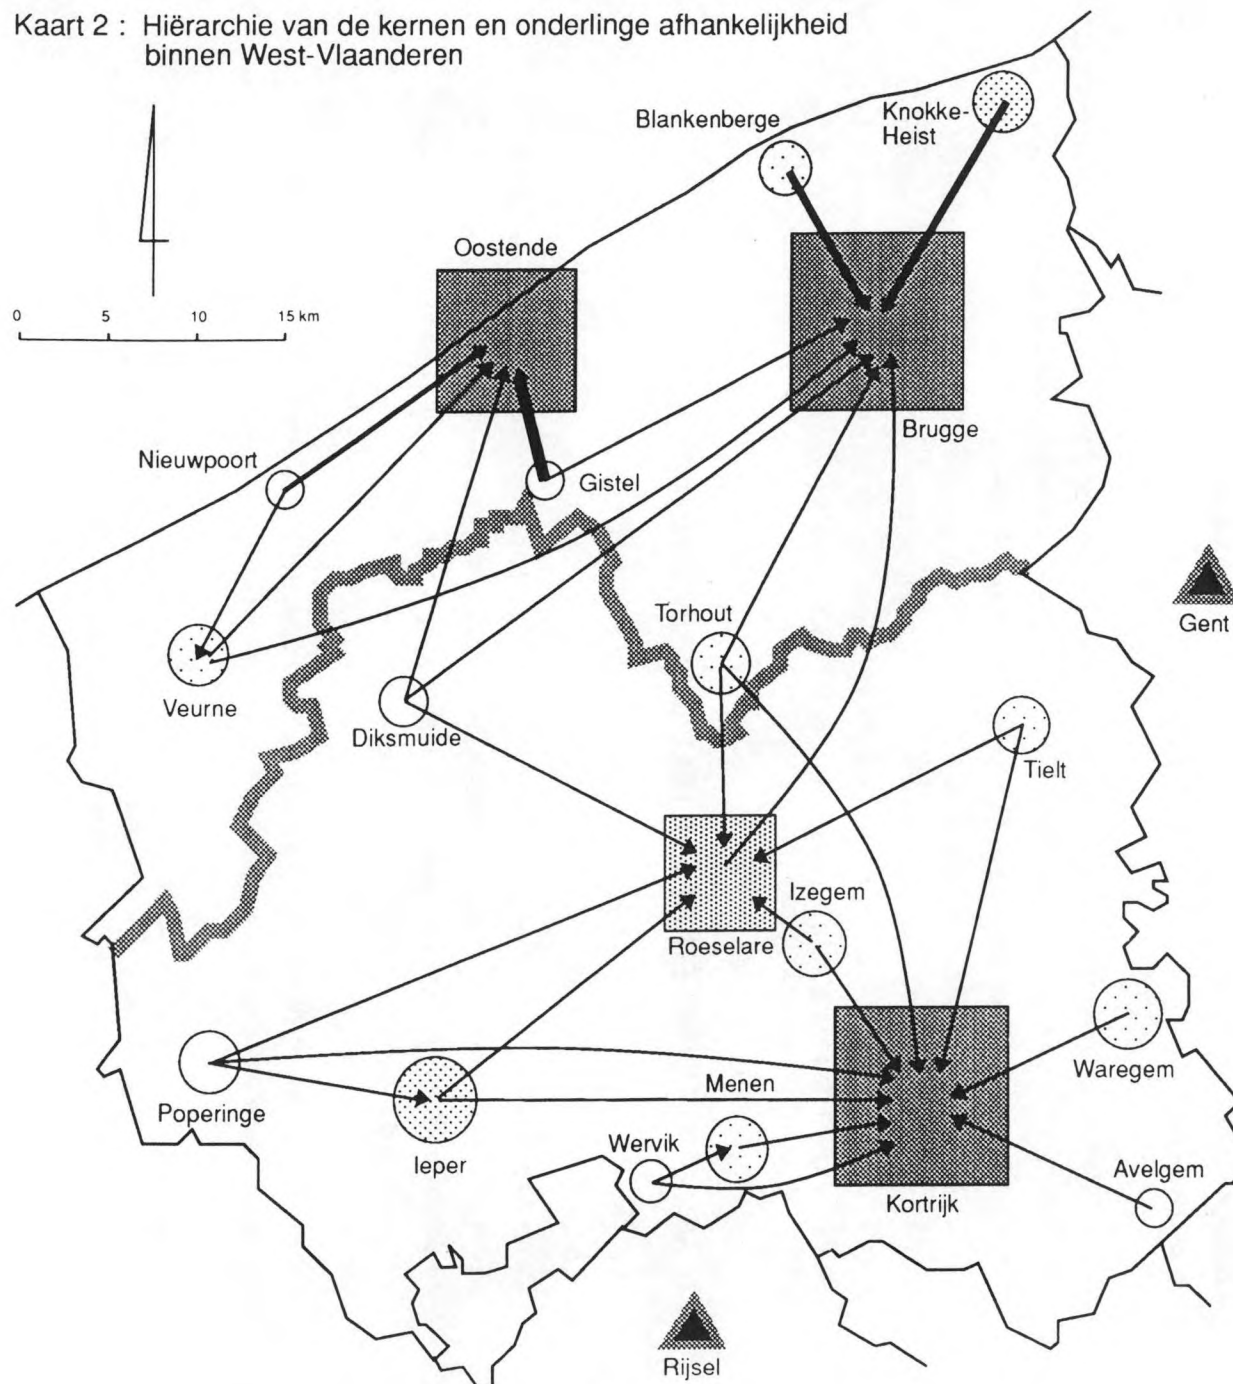 Kaart 2 : Hiërarchie van de kernen en onderlinge afhankelijkheid
binnen West-Vlaanderen
Blankenberge
Knokke-
Heist
Oostende
0 5 10 15 km
Brugge
Nieuwpoort
Gistel
Torhout
Gent
Veurne
Diksmuide
Tielt
Izegem
Roeselare
Waregem
Menen
Poperinge
Ieper
Wervik
Avelgem
Kortrijk
Rijsel